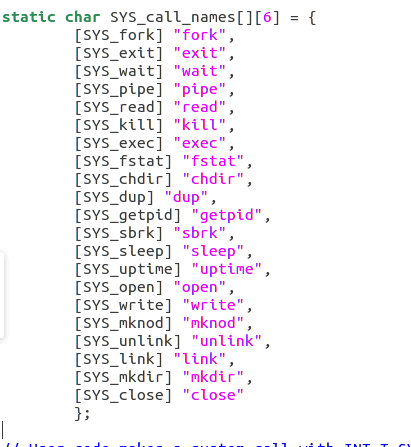 static char SYS_call_names[][6] = {
[SYS_fork] "fork",
[SYS_exit] "exit",
[SYS_wait] "wait",
[SYS_pipe] "pipe",
[SYS_read] "read",
[SYS_kill] "kill",
[SYS_exec] "exec",
[SYS_fstat] "fstat",
[SYS_chdir] "chdir",
[SYS_dup] "dup",
[SYS_getpid] "getpid",
[SYS_sbrk] "sbrk",
[SYS_sleep] "sleep",
[SYS_uptime] "uptime",
[SYS_open] "open",
[SYS_write] "write",
[SYS_mknod] "mknod",
[SYS_unlink] "unlink",
[SYS_link] "link",
[SYS_mkdir] "mkdir",
[SYS_close] "close"
};